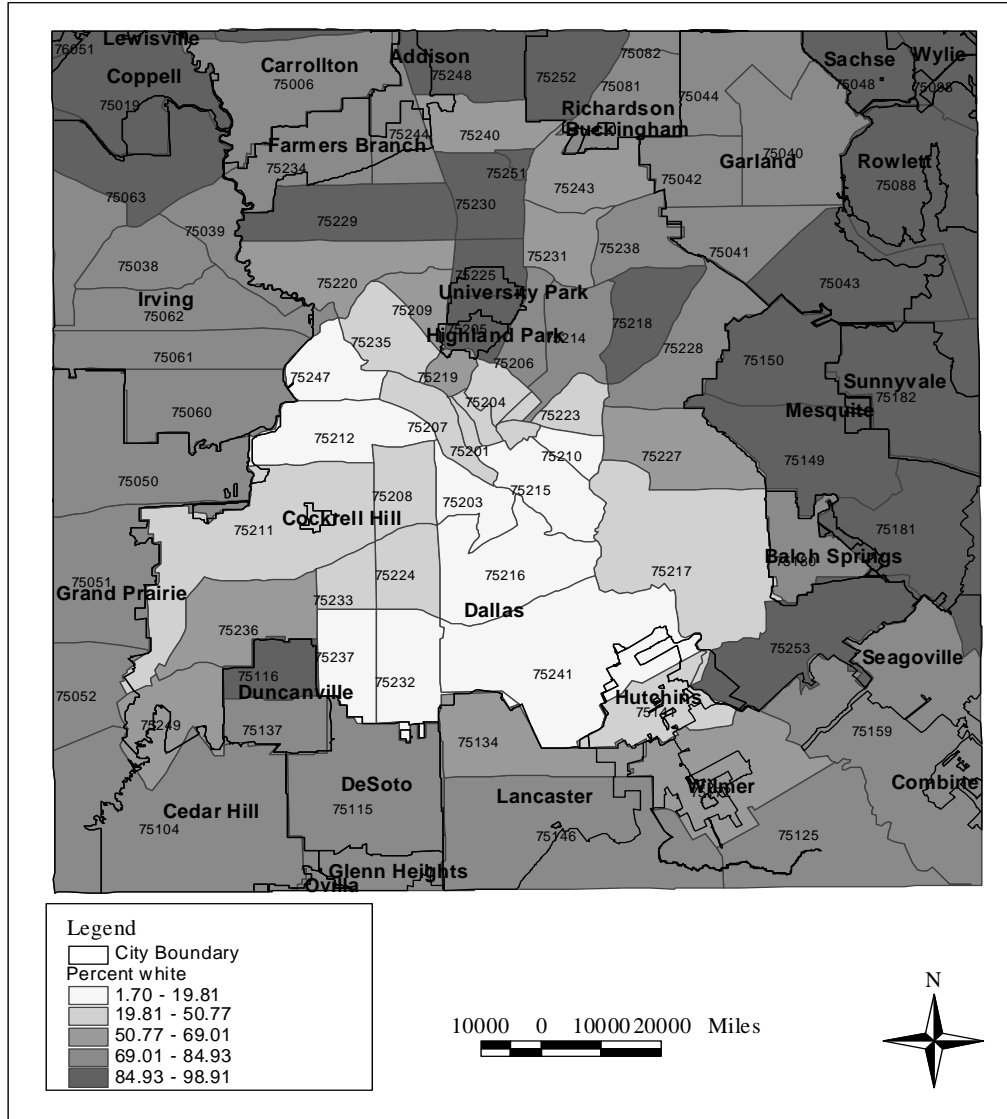 Lewisville
76051
Coppell
75019
Carrollton
75006
Addison
75248
75252
75082
75081
Richardson
Buckingham
75044
Sachse
75048
Wylie
75098
75244
75240
Farmers Branch
75234
75251
75243
75040
Garland
75042
Rowlett
75088
75063
75039
75229
75230
75231
75238
75041
75043
75038
Irving
75062
75220
75225
University Park
75209
75205
Highland Park
75214
75218
75228
75061
75235
75206
75219
75247
75204
75150
Sunnyvale
75182
75060
75207
75223
Mesquite
75212
75201
75210
75227
75149
75050
75208
75203
75215
75211
Cockrell Hill
75181
Balch Springs
75180
75051
Grand Prairie
75224
75216
75217
75233
Dallas
75236
75253
Seagoville
75237
75116
Duncanville
75232
75241
75052
Hutchins
75249
75137
75134
75159
DeSoto
75115
Lancaster
Wilmer
Combine
Cedar Hill
75104
75146
75125
Glenn Heights
Ovilla
Legend
City Boundary
Percent white
1.70 - 19.81
19.81 - 50.77
50.77 - 69.01
69.01 - 84.93
84.93 - 98.91
10000 0 10000 20000 Miles
N